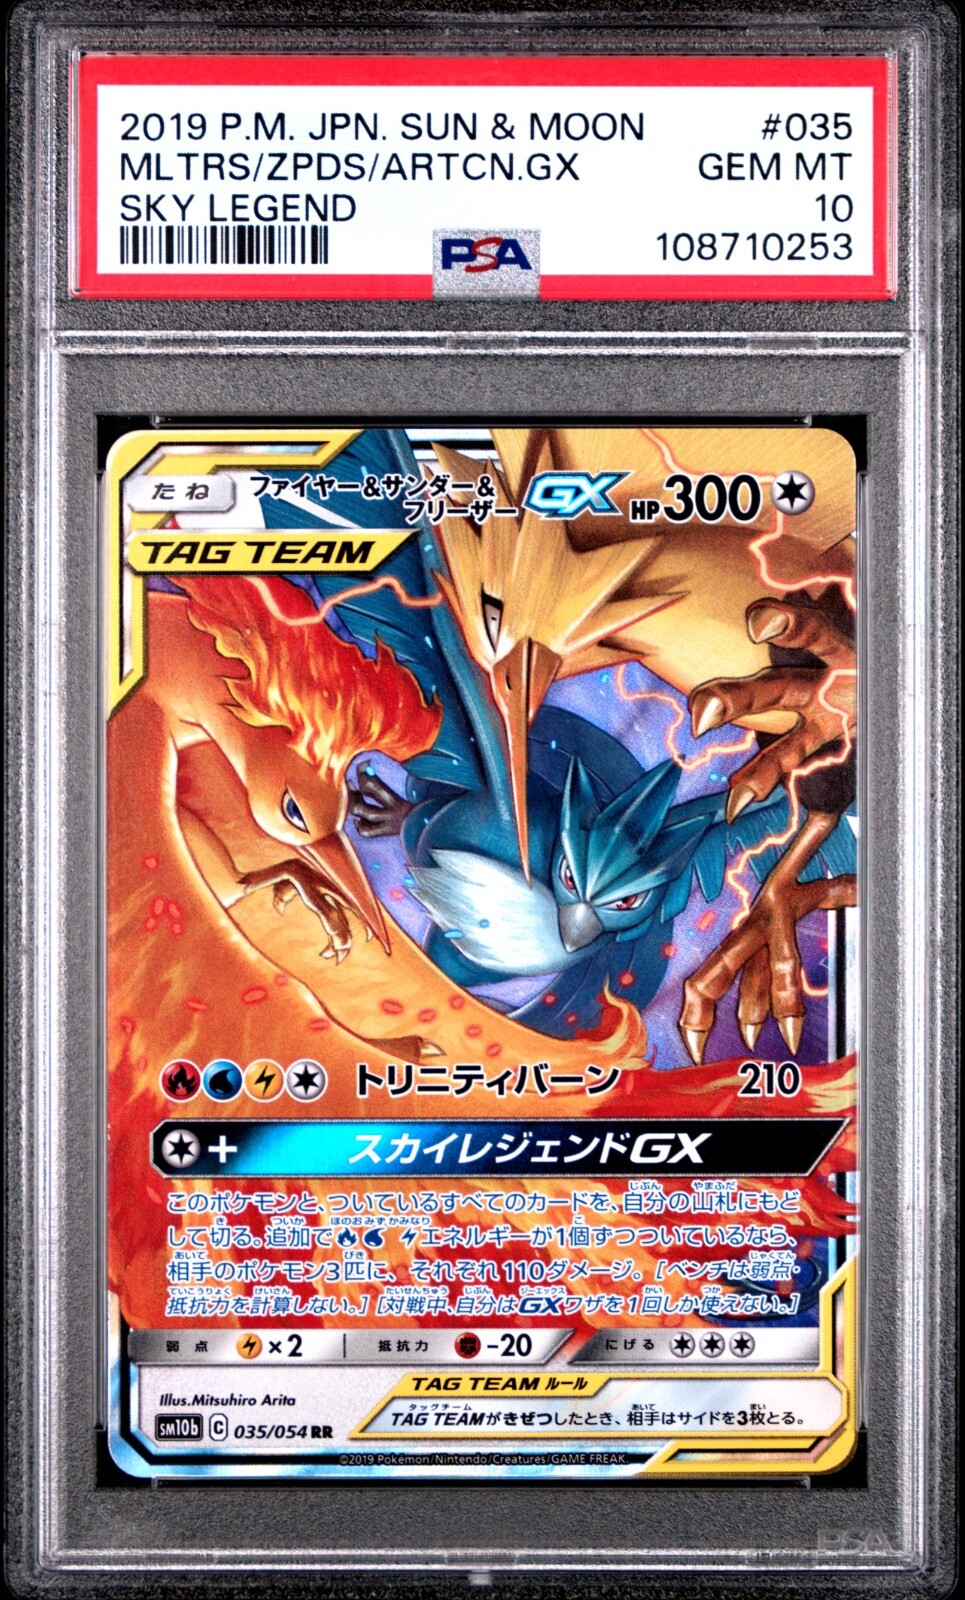 2019 P.M. JPN. SUN & MOON #035
MLTRS/ZPDS/ARTCN.GX GEM MT
SKY LEGEND 10
PSA 108710253
たね ファイヤー&サンダー&フリーザーGX HP300
TAG TEAM
トリニティバーン 210
+ スカイレジェンドGX
このポケモンと、ついているすべてのカードを、自分の山札にもど
して切る。追加で エネルギーが1個ずつついているなら、
相手のポケモン3匹に、それぞれ110ダメージ。[ベンチは弱点・
抵抗力を計算しない。] [対戦中、自分はGXワザを1回しか使えない。]
弱点 ×2 抵抗力 -20 にげる
TAG TEAM ルール
Illus.Mitsuhiro Arita
TAG TEAMがきぜつしたとき、相手はサイドを3枚とる。
sm10b C 035/054 RR
©2019 Pokémon/Nintendo/Creatures/GAME FREAK.
PSA